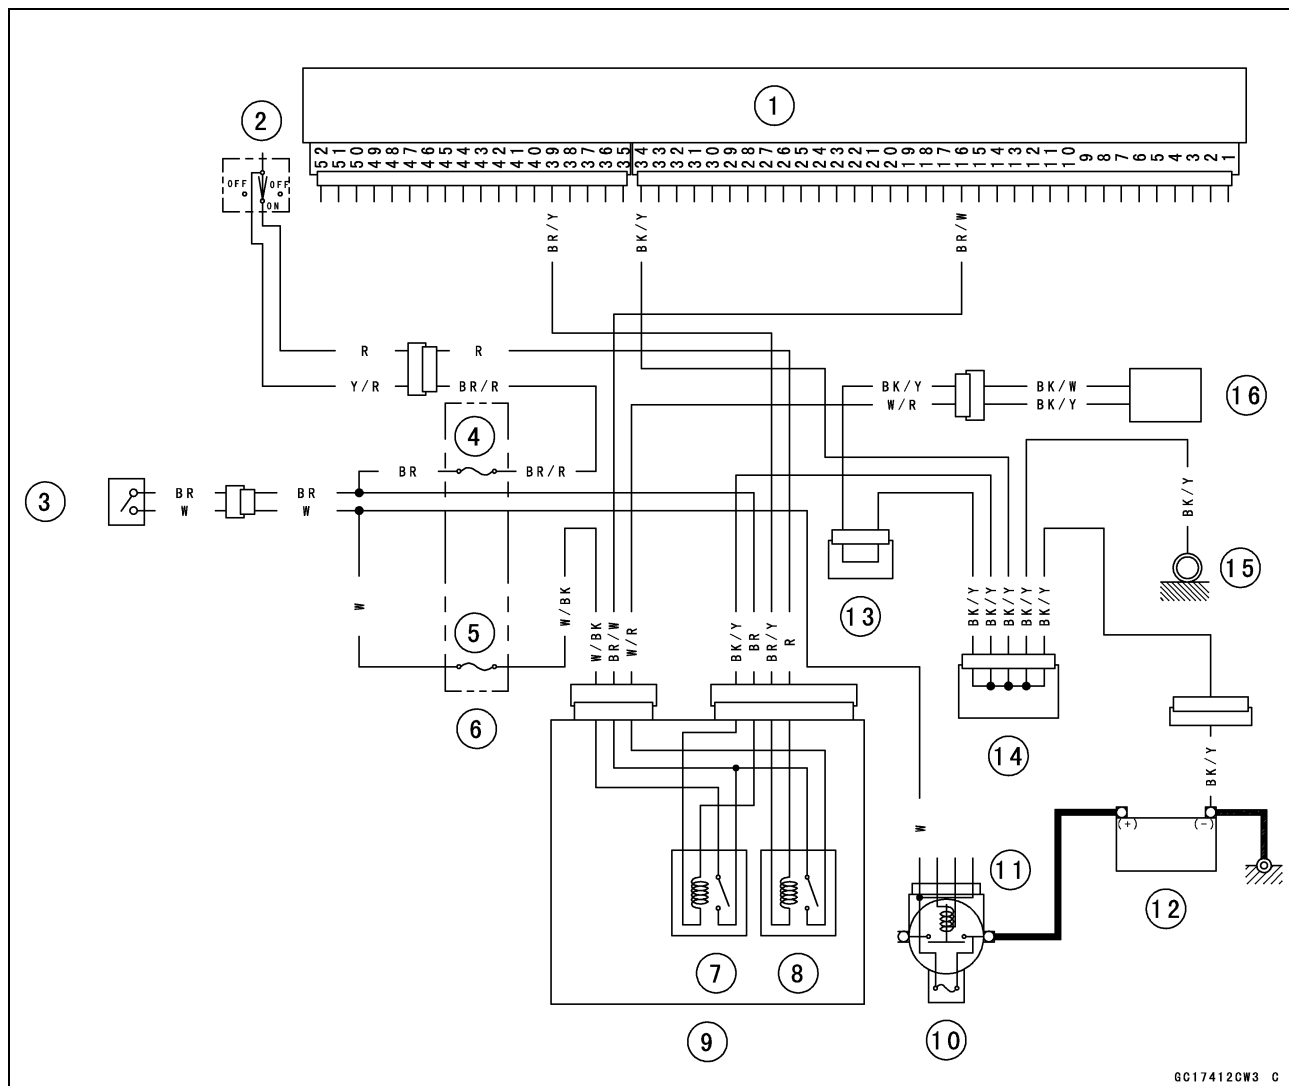 1
2
52 51 50 49 48 47 46 45 44 43 42 41 40 39 38 37 36 35 34 33 32 31 30 29 28 27 26 25 24 23 22 21 20 19 18 17 16 15 14 13 12 11 10 9 8 7 6 5 4 3 2 1
OFF OFF
ON
BR/Y BK/Y BR/W
R R
Y/R BR/R
BK/Y BK/W
W/R BK/Y
16
4
BR BR/R
3
BR BR
W W
BK/Y
15
W W/BK
5
13
W/BK BR/W W/R BK/Y BR BR/Y R
BK/Y BK/Y BK/Y BK/Y BK/Y
6
14
BK/Y
W
(+) (-)
11
12
7 8
9
10
GC17412CW3 C